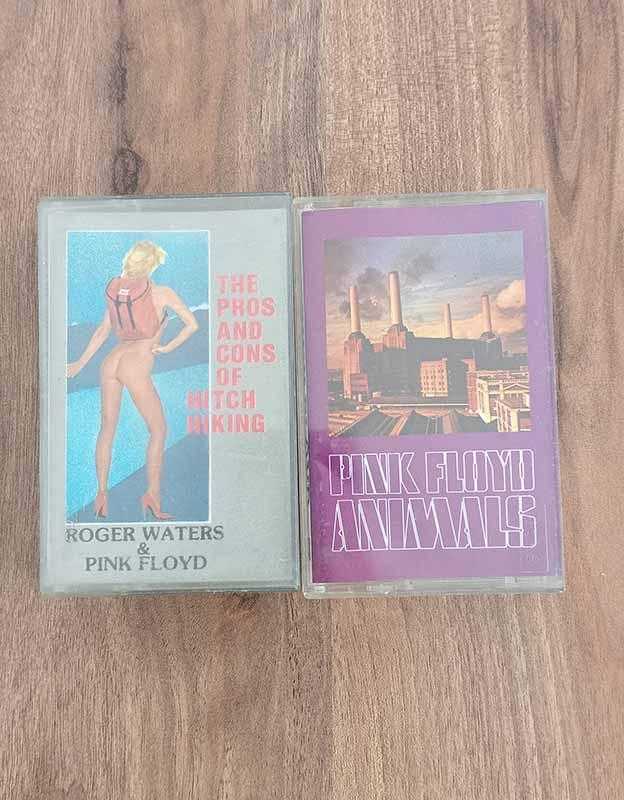 THE
PROS
AND
CONS
OF
HITCH
HIKING
ROGER WATERS
&
PINK FLOYD
PINK FLOYD
ANIMALS